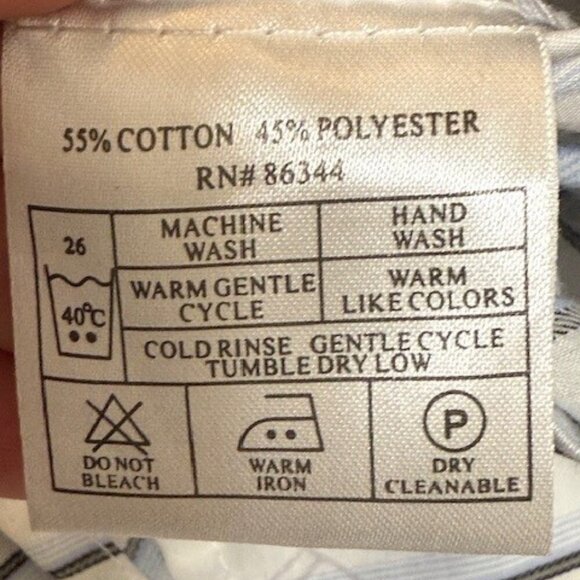 55% COTTON 45% POLYESTER
RN# 86344
26
MACHINE
WASH
HAND
WASH
40°C
WARM GENTLE
CYCLE
WARM
LIKE COLORS
COLD RINSE GENTLE CYCLE
TUMBLE DRY LOW
DO NOT
BLEACH
WARM
IRON
P
DRY
CLEANABLE